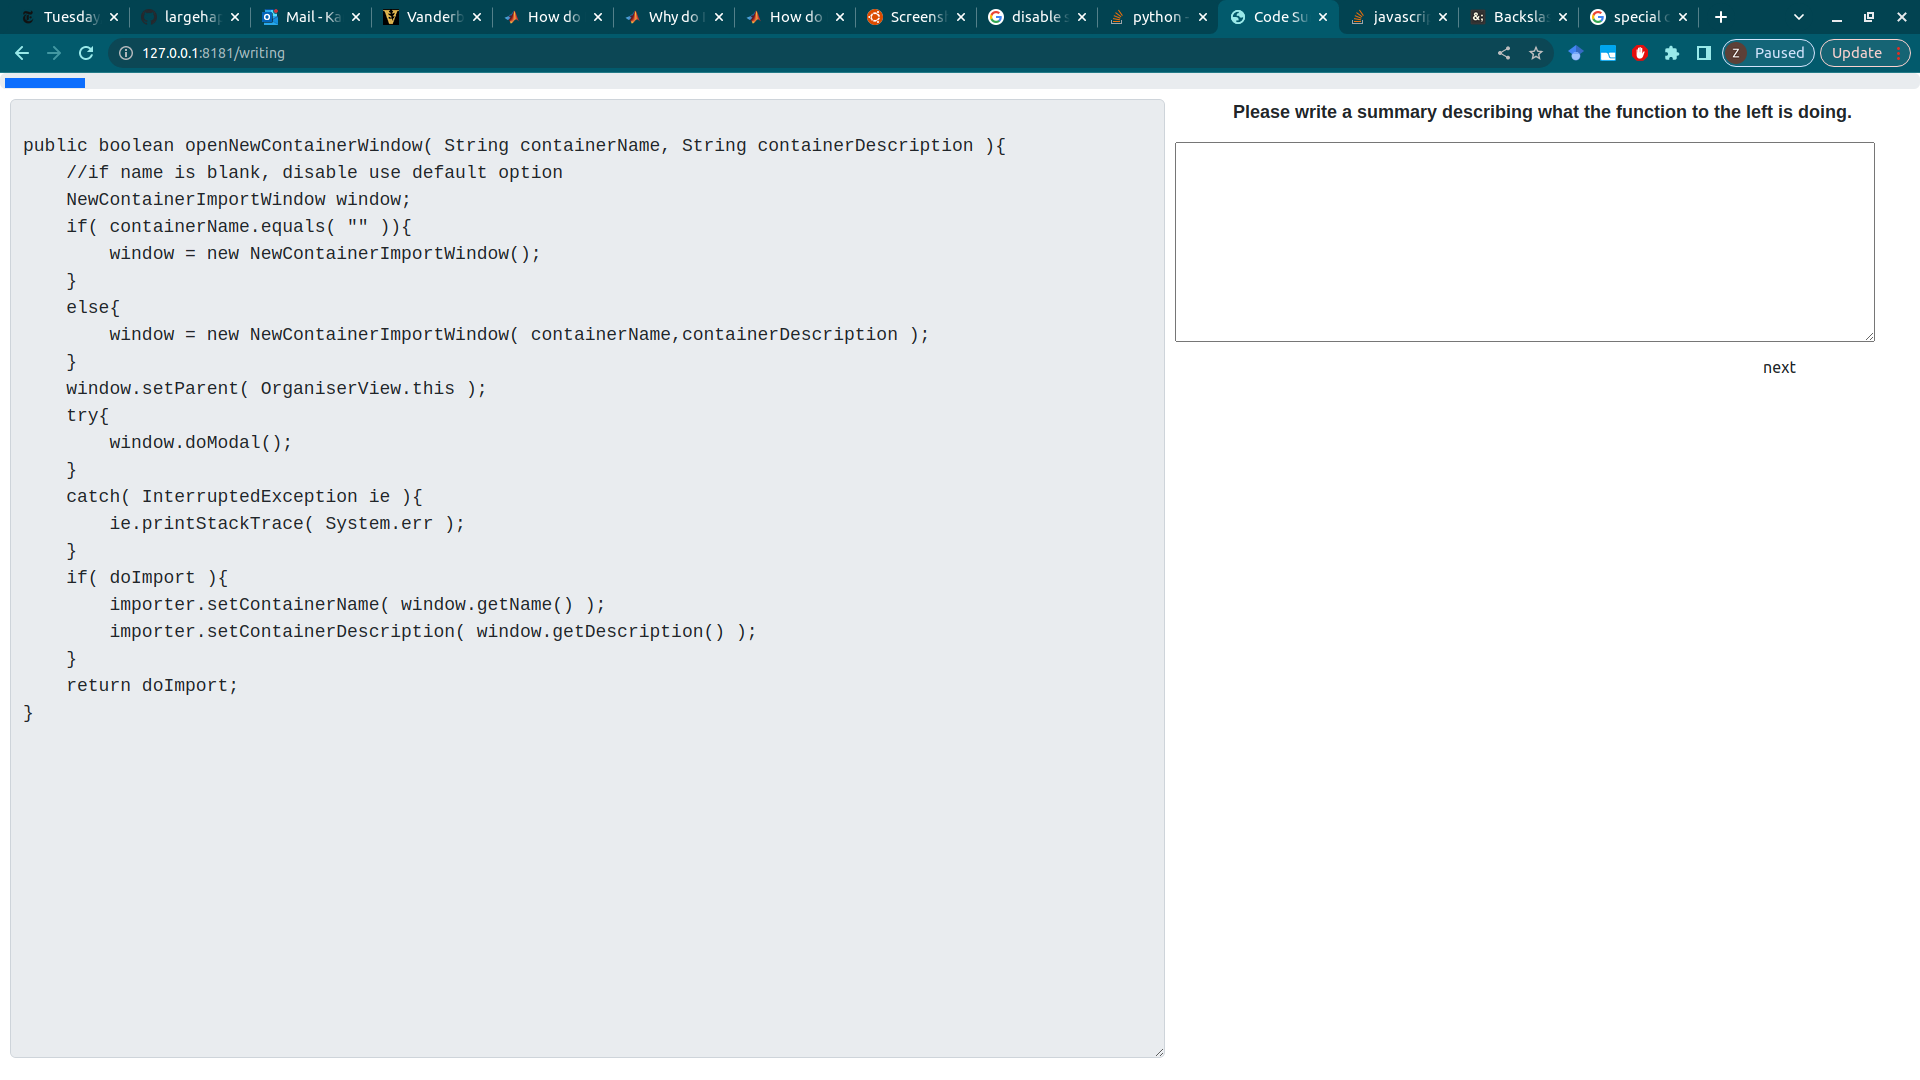 Tuesday
largehap
Mail - Ka
Vanderb
How do
Why do
How do
Screensh
disable s
python -
Code Su
javascrip
Backslas
special c
127.0.0.1:8181/writing
Z Paused
Update
public boolean openNewContainerWindow( String containerName, String containerDescription ){
    //if name is blank, disable use default option
    NewContainerImportWindow window;
    if( containerName.equals( "" )){
        window = new NewContainerImportWindow();
    }
    else{
        window = new NewContainerImportWindow( containerName,containerDescription );
    }
    window.setParent( OrganiserView.this );
    try{
        window.doModal();
    }
    catch( InterruptedException ie ){
        ie.printStackTrace( System.err );
    }
    if( doImport ){
        importer.setContainerName( window.getName() );
        importer.setContainerDescription( window.getDescription() );
    }
    return doImport;
}
Please write a summary describing what the function to the left is doing.
next